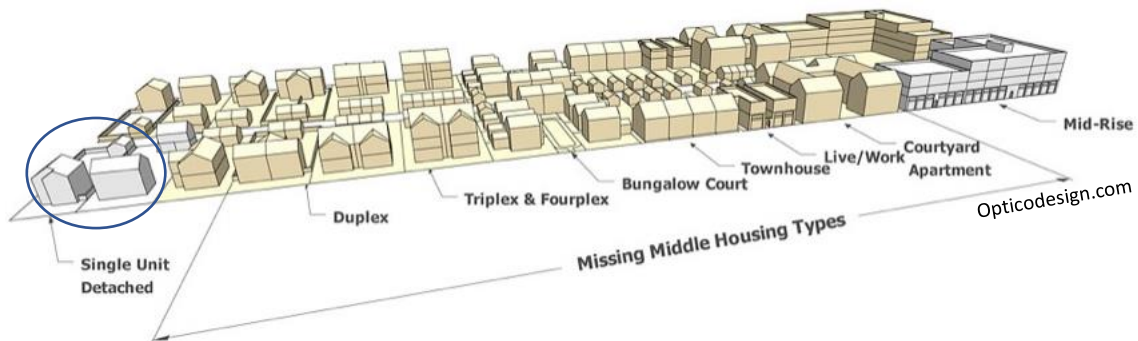 Single Unit
Detached
Duplex
Triplex & Fourplex
Bungalow Court
Townhouse
Live/Work
Courtyard
Apartment
Mid-Rise
Missing Middle Housing Types
Opticodesign.com